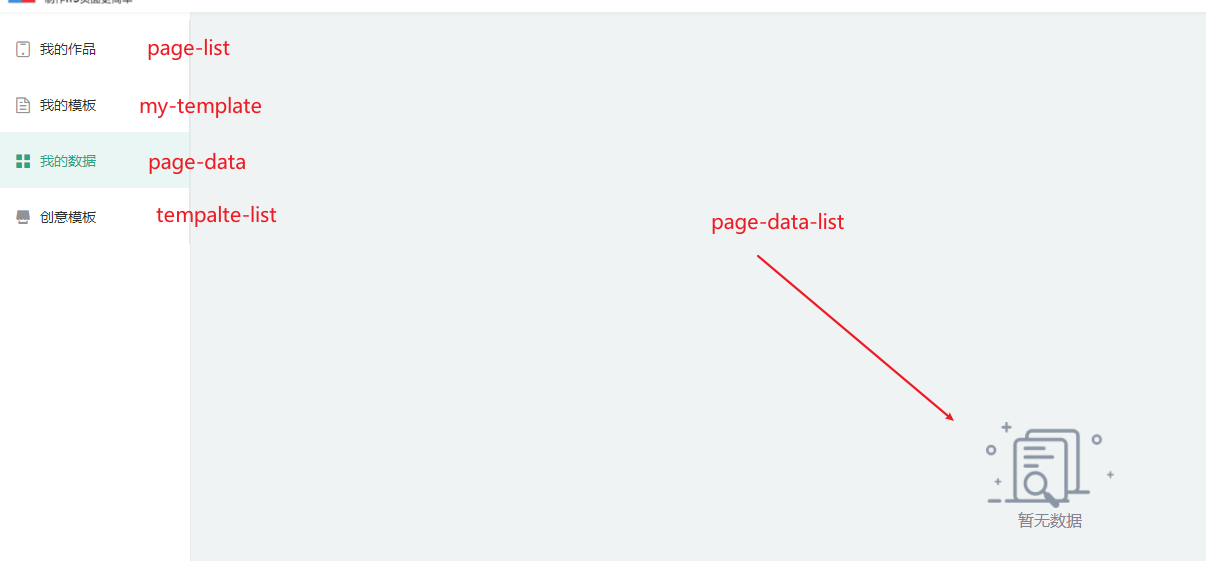 我的作品 page-list
我的模板 my-template
我的数据 page-data
创意模板 tempalte-list
page-data-list
暂无数据